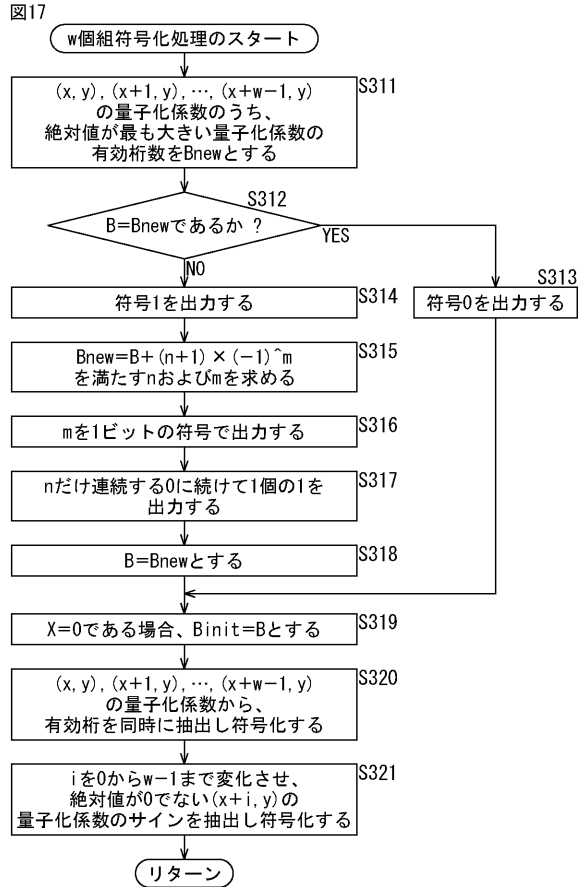 図17
w個組符号化処理のスタート
(x, y), (x+1, y), …, (x+w−1, y)
の量子化係数のうち、
絶対値が最も大きい量子化係数の
有効桁数をBnewとする
S311
S312
B=Bnewであるか ?
YES
NO
S313
符号0を出力する
符号1を出力する
S314
Bnew=B+(n+1)×(−1)^m
を満たすnおよびmを求める
S315
mを1ビットの符号で出力する
S316
nだけ連続する0に続けて1個の1を
出力する
S317
B=Bnewとする
S318
X=0である場合、Binit=Bとする
S319
(x, y), (x+1, y), …, (x+w−1, y)
の量子化係数から、
有効桁を同時に抽出し符号化する
S320
iを0からw−1まで変化させ、
絶対値が0でない(x+i, y)の
量子化係数のサインを抽出し符号化する
S321
リターン